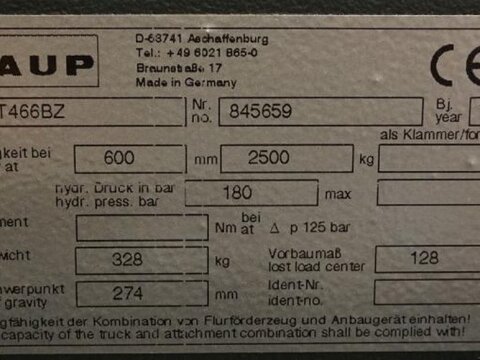 AUP
D-63741 Aschaffenburg
Tel.: +49 6021 865-0
Braunstraße 17
Made in Germany
CE
T466BZ Nr. no. 845659 Bj. year
als Klammer/for
gkeit bei at 600 mm 2500 kg
hydr. Druck in bar
hydr. press. bar 180 max
ment Nm at bei Δ p 125 bar
wicht 328 kg Vorbaumaß lost load center 128
werpunkt f gravity 274 mm Ident-Nr. ident-no.
gfähigkeit der Kombination von Flurförderzeug und Anbaugerät einhalten!
capacity of the truck and attachment combination shall be complied with!